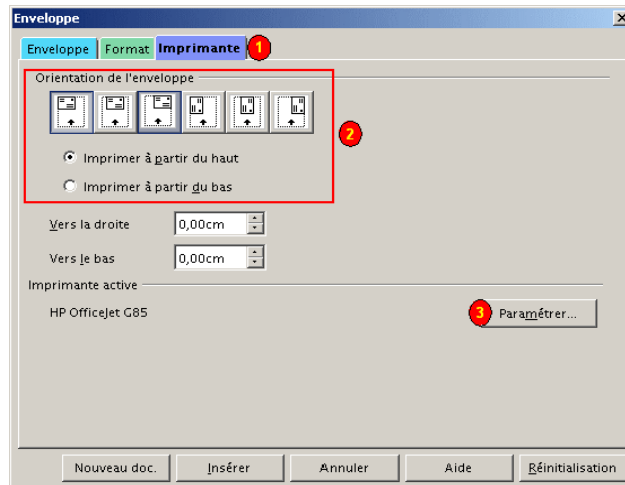 Enveloppe
Enveloppe Format Imprimante 1
Orientation de l'enveloppe
2
Imprimer à partir du haut
Imprimer à partir du bas
Vers la droite 0,00cm
Vers le bas 0,00cm
Imprimante active
HP OfficeJet G85 3 Paramétrer...
Nouveau doc. Insérer Annuler Aide Réinitialisation